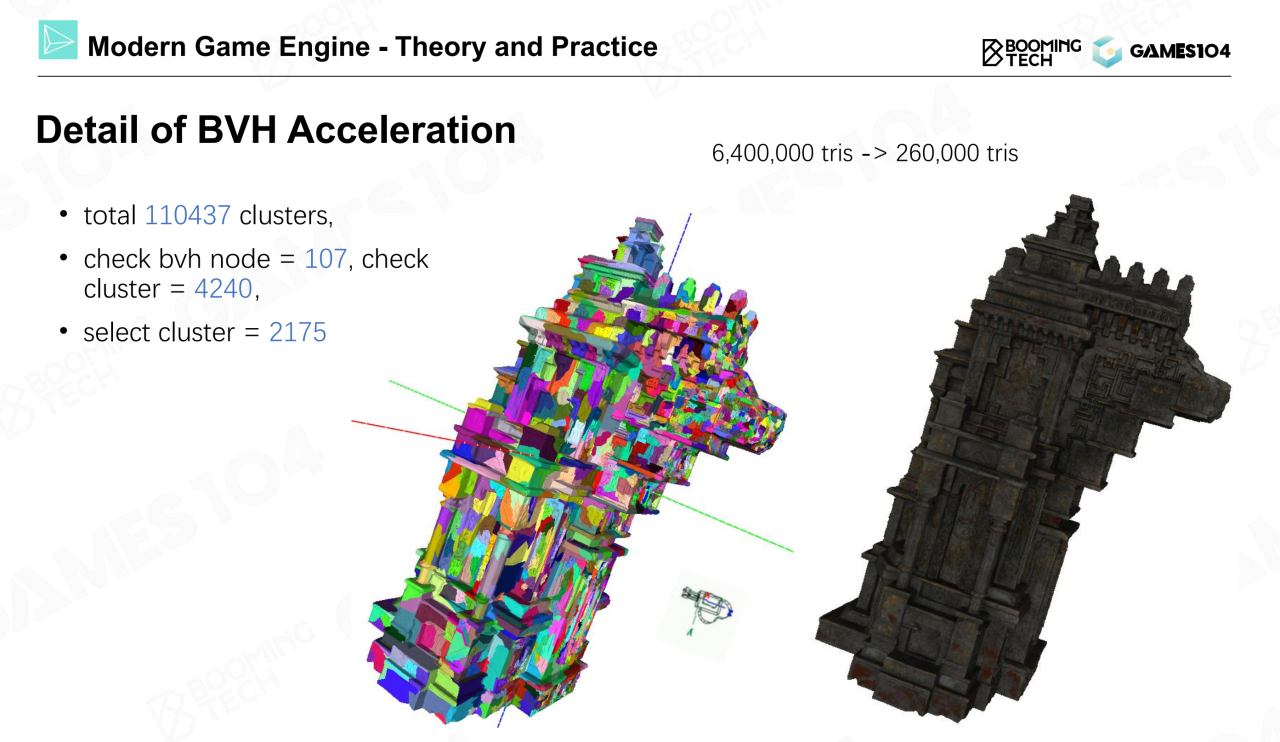 Modern Game Engine - Theory and Practice
BOOMING
TECH
GAMES104
Detail of BVH Acceleration
6,400,000 tris -> 260,000 tris
• total 110437 clusters,
• check bvh node = 107, check
cluster = 4240,
• select cluster = 2175